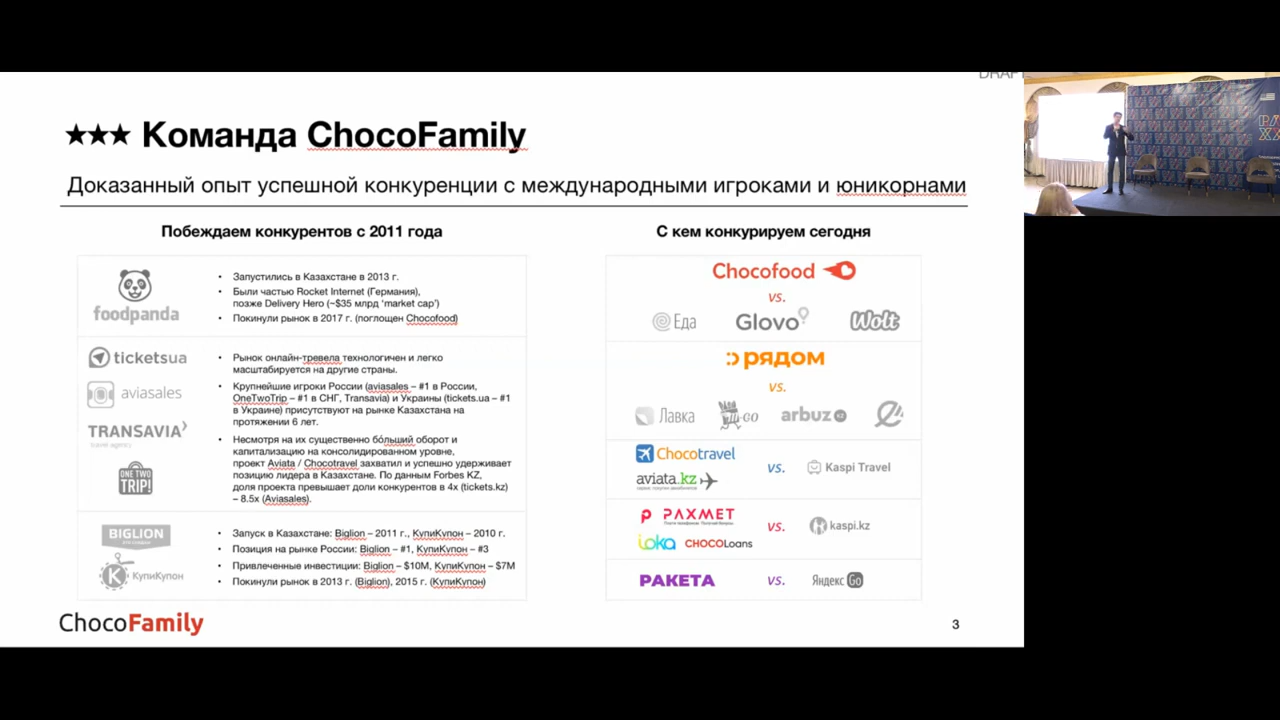 DRAFT
★★★ Команда ChocoFamily
Доказанный опыт успешной конкуренции с международными игроками и юникорнами
Побеждаем конкурентов с 2011 года
foodpanda
• Запустились в Казахстане в 2013 г.
• Были частью Rocket Internet (Германия),
позже Delivery Hero (~$35 млрд ‘market cap’)
• Покинули рынок в 2017 г. (поглощен Chocofood)
ticketsua
aviasales
TRANSAVIA
travel agency
ONE TWO
TRIP!
• Рынок онлайн-тревела технологичен и легко
масштабируется на другие страны.
• Крупнейшие игроки России (aviasales – #1 в России,
OneTwoTrip – #1 в СНГ, Transavia) и Украины (tickets.ua – #1
в Украине) присутствуют на рынке Казахстана на
протяжении 6 лет.
• Несмотря на их существенно бóльший оборот и
капитализацию на консолидированном уровне,
проект Aviata / Chocotravel захватил и успешно удерживает
позицию лидера в Казахстане. По данным Forbes KZ,
доля проекта превышает доли конкурентов в 4x (tickets.kz)
– 8.5x (Aviasales).
BIGLION
КупиКупон
• Запуск в Казахстане: Biglion – 2011 г., КупиКупон – 2010 г.
• Позиция на рынке России: Biglion – #1, КупиКупон – #3
• Привлеченные инвестиции: Biglion – $10M, КупиКупон – $7M
• Покинули рынок в 2013 г. (Biglion), 2015 г. (КупиКупон)
С кем конкурируем сегодня
Chocofood
vs.
Еда Glovo Wolt
рядом
vs.
Лавка arbuz
Chocotravel
aviata.kz
vs.
Kaspi Travel
РАХМЕТ
ioka CHOCOLoans
vs.
kaspi.kz
РАКЕТА vs. Яндекс Go
ChocoFamily
3